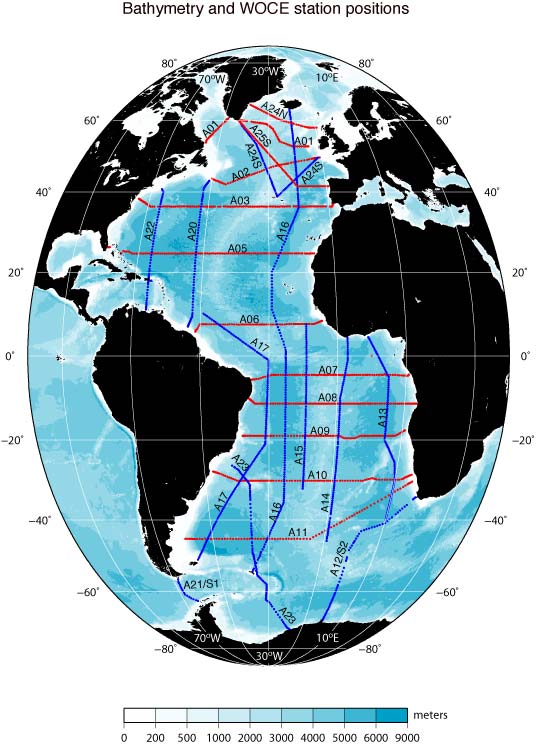 Bathymetry and WOCE station positions
80° 30°W 80°
70°W 10°E
60° 60°
A24N
A01 A25S A01
A24S A24S
A02
40° 40°
A03
A22 A20 A16
A05
20° 20°
A06
A17
0° 0°
A07
A08
A13
−20° A09 −20°
A15
A23
A10
A17 A16 A14
−40° −40°
A11
A12/S2
−60° A21/S1 −60°
A23
70°W 10°E
−80° 30°W −80°
meters
0 200 500 1000 2000 3000 4000 5000 6000 9000